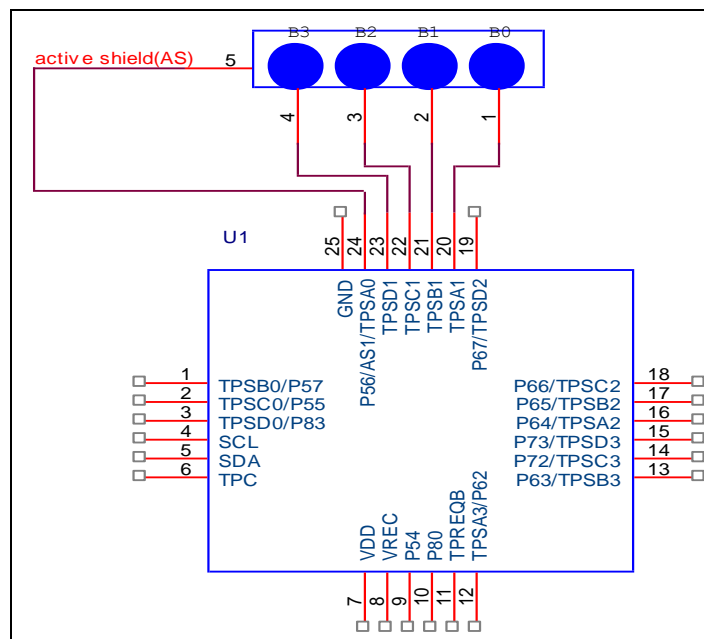 B3 B2 B1 B0
active shield(AS) 5
4 3 2 1
U1
25 24 23 22 21 20 19
GND P56/AS1/TPSA0 TPSD1 TPSC1 TPSB1 TPSA1 P67/TPSD2
1 TPSB0/P57 P66/TPSC2 18
2 TPSC0/P55 P65/TPSB2 17
3 TPSD0/P83 P64/TPSA2 16
4 SCL P73/TPSD3 15
5 SDA P72/TPSC3 14
6 TPC P63/TPSB3 13
VDD VREC P54 P80 TPREQB TPSA3/P62
7 8 9 10 11 12